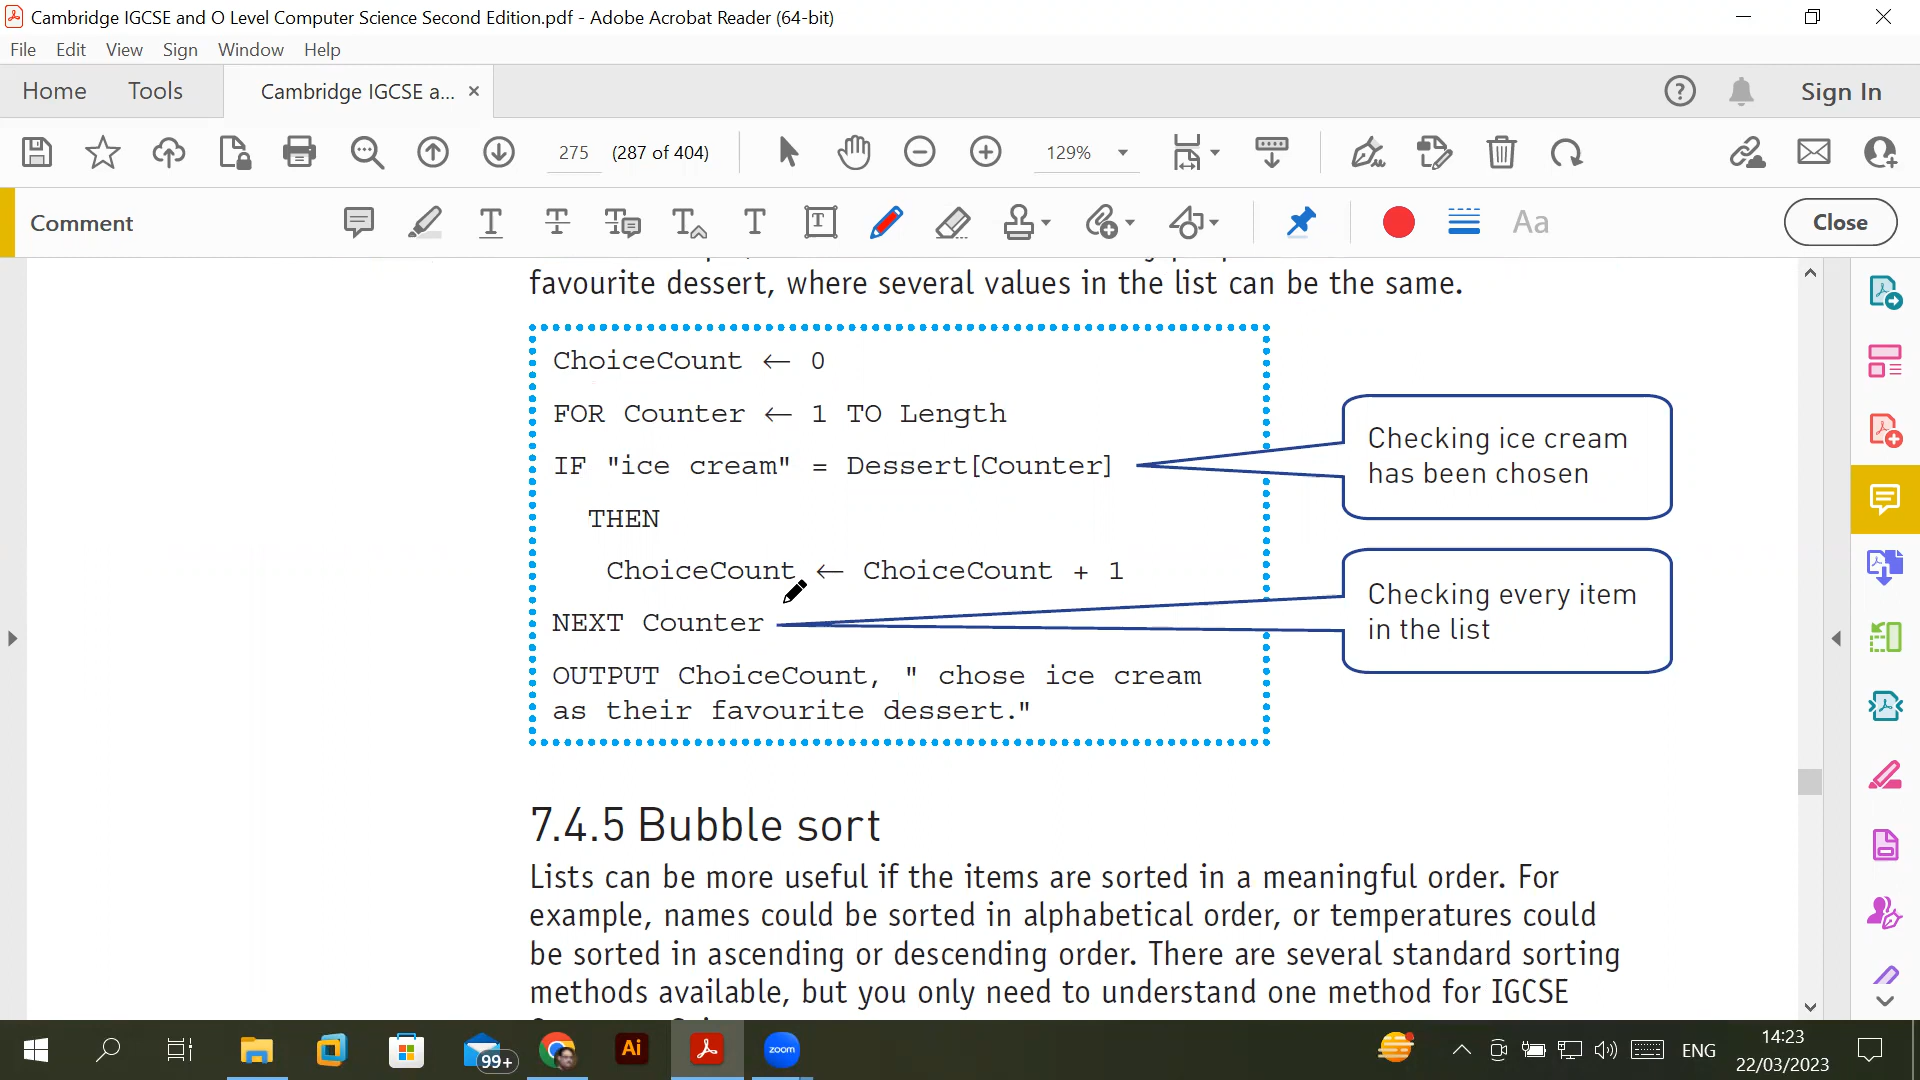 Cambridge IGCSE and O Level Computer Science Second Edition.pdf - Adobe Acrobat Reader (64-bit)
File Edit View Sign Window Help
Home Tools Cambridge IGCSE a... × Sign In
275 (287 of 404) 129%
Comment Aa Close
favourite dessert, where several values in the list can be the same.
ChoiceCount ← 0
FOR Counter ← 1 TO Length
IF "ice cream" = Dessert[Counter]
THEN
ChoiceCount ← ChoiceCount + 1
NEXT Counter
OUTPUT ChoiceCount, " chose ice cream
as their favourite dessert."
Checking ice cream
has been chosen
Checking every item
in the list
7.4.5 Bubble sort
Lists can be more useful if the items are sorted in a meaningful order. For
example, names could be sorted in alphabetical order, or temperatures could
be sorted in ascending or descending order. There are several standard sorting
methods available, but you only need to understand one method for IGCSE
99+ Ai zoom ENG
14:23
22/03/2023